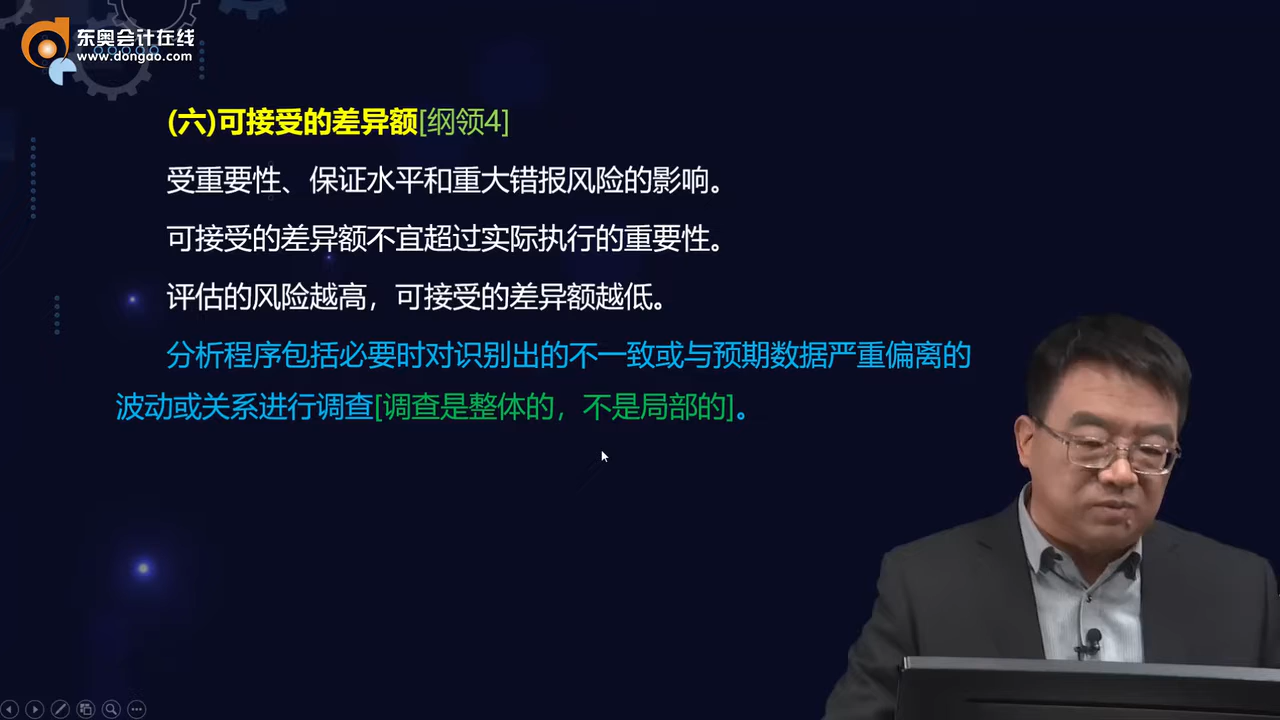 东奥会计在线
www.dongao.com
(六)可接受的差异额[纲领4]
受重要性、保证水平和重大错报风险的影响。
可接受的差异额不宜超过实际执行的重要性。
评估的风险越高，可接受的差异额越低。
分析程序包括必要时对识别出的不一致或与预期数据严重偏离的
波动或关系进行调查[调查是整体的，不是局部的]。